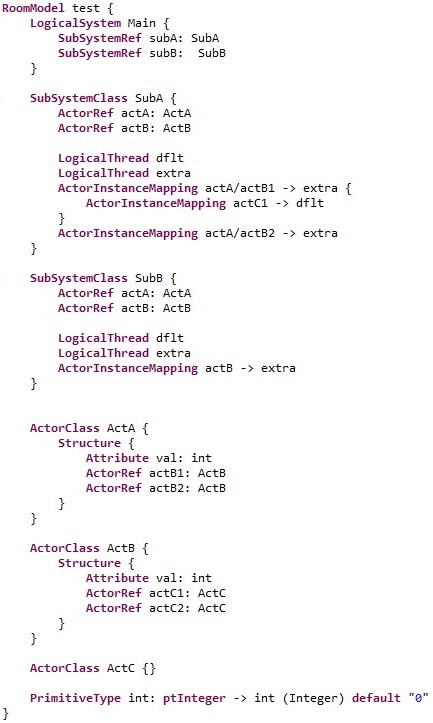 RoomModel test {
    LogicalSystem Main {
        SubSystemRef subA: SubA
        SubSystemRef subB:  SubB
    }

    SubSystemClass SubA {
        ActorRef actA: ActA
        ActorRef actB: ActB

        LogicalThread dflt
        LogicalThread extra
        ActorInstanceMapping actA/actB1 -> extra {
            ActorInstanceMapping actC1 -> dflt
        }
        ActorInstanceMapping actA/actB2 -> extra
    }

    SubSystemClass SubB {
        ActorRef actA: ActA
        ActorRef actB: ActB

        LogicalThread dflt
        LogicalThread extra
        ActorInstanceMapping actB -> extra
    }


    ActorClass ActA {
        Structure {
            Attribute val: int
            ActorRef actB1: ActB
            ActorRef actB2: ActB
        }
    }

    ActorClass ActB {
        Structure {
            Attribute val: int
            ActorRef actC1: ActC
            ActorRef actC2: ActC
        }
    }

    ActorClass ActC {}

    PrimitiveType int: ptInteger -> int (Integer) default "0"
}